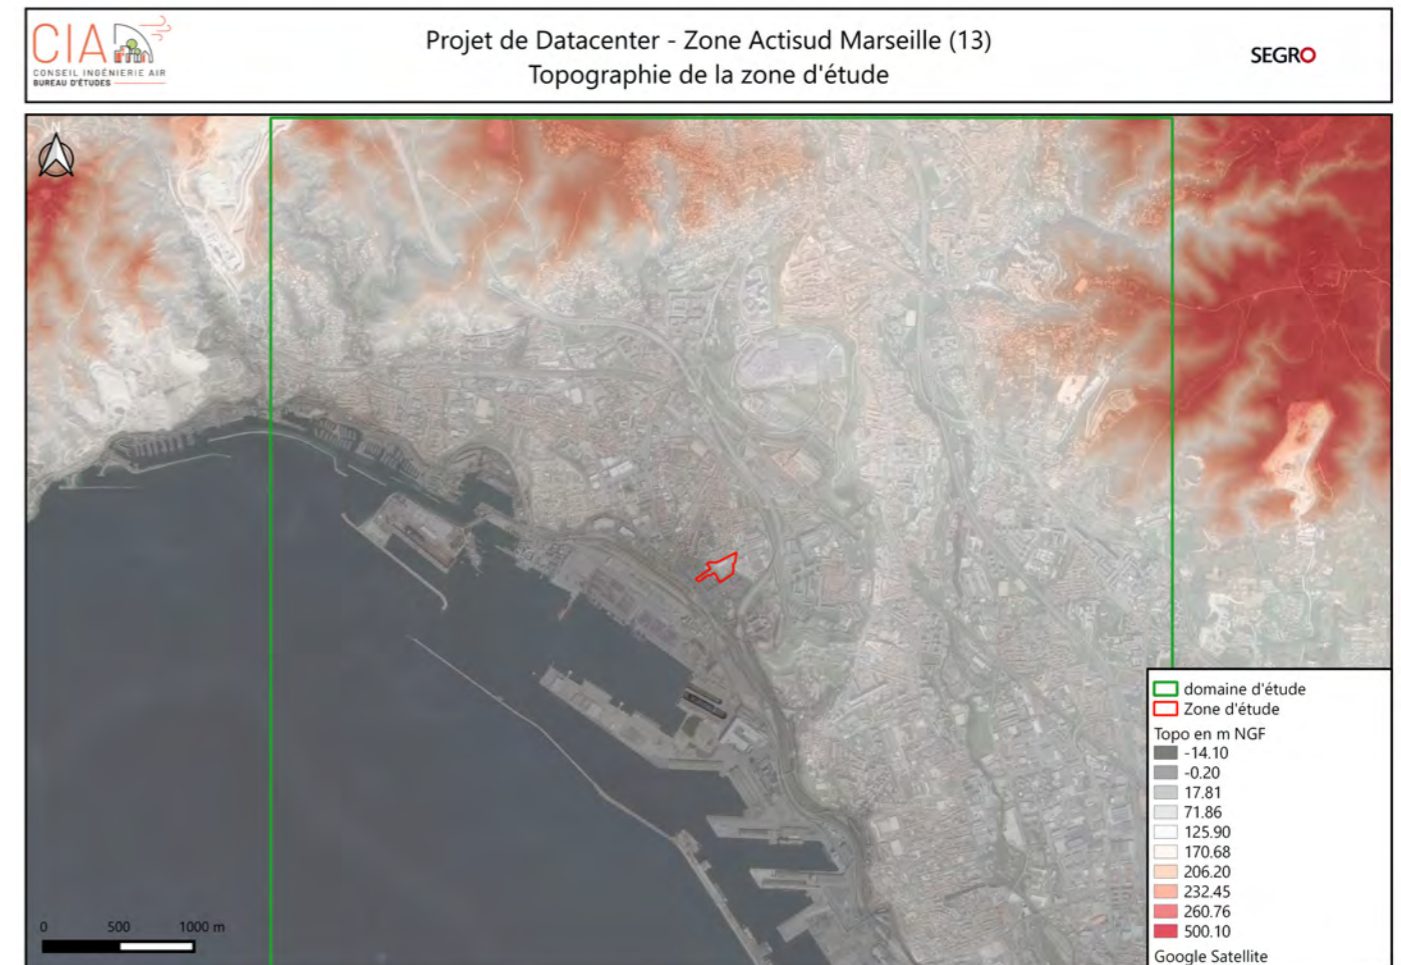 CIA
CONSEIL INGÉNIERIE AIR
BUREAU D'ÉTUDES
Projet de Datacenter - Zone Actisud Marseille (13)
Topographie de la zone d'étude
SEGRO
N
domaine d'étude
Zone d'étude
Topo en m NGF
-14.10
-0.20
17.81
71.86
125.90
170.68
206.20
232.45
260.76
500.10
Google Satellite
0 500 1000 m